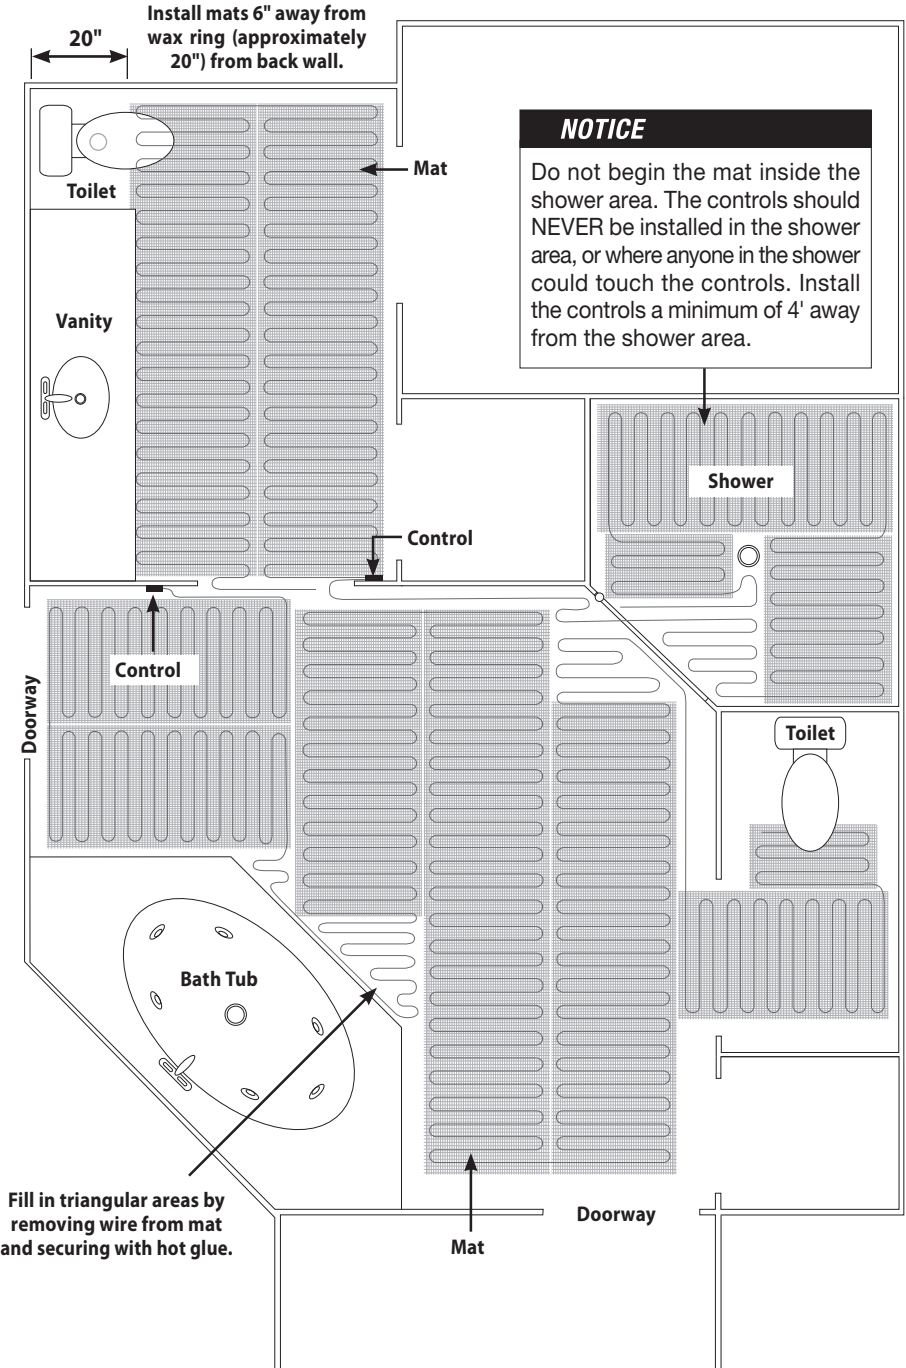 Install mats 6" away from
wax ring (approximately
20") from back wall.
20"
NOTICE
Do not begin the mat inside the
shower area. The controls should
NEVER be installed in the shower
area, or where anyone in the shower
could touch the controls. Install
the controls a minimum of 4' away
from the shower area.
Mat
Toilet
Vanity
Shower
Control
Control
Doorway
Toilet
Bath Tub
Fill in triangular areas by
removing wire from mat
and securing with hot glue.
Doorway
Mat